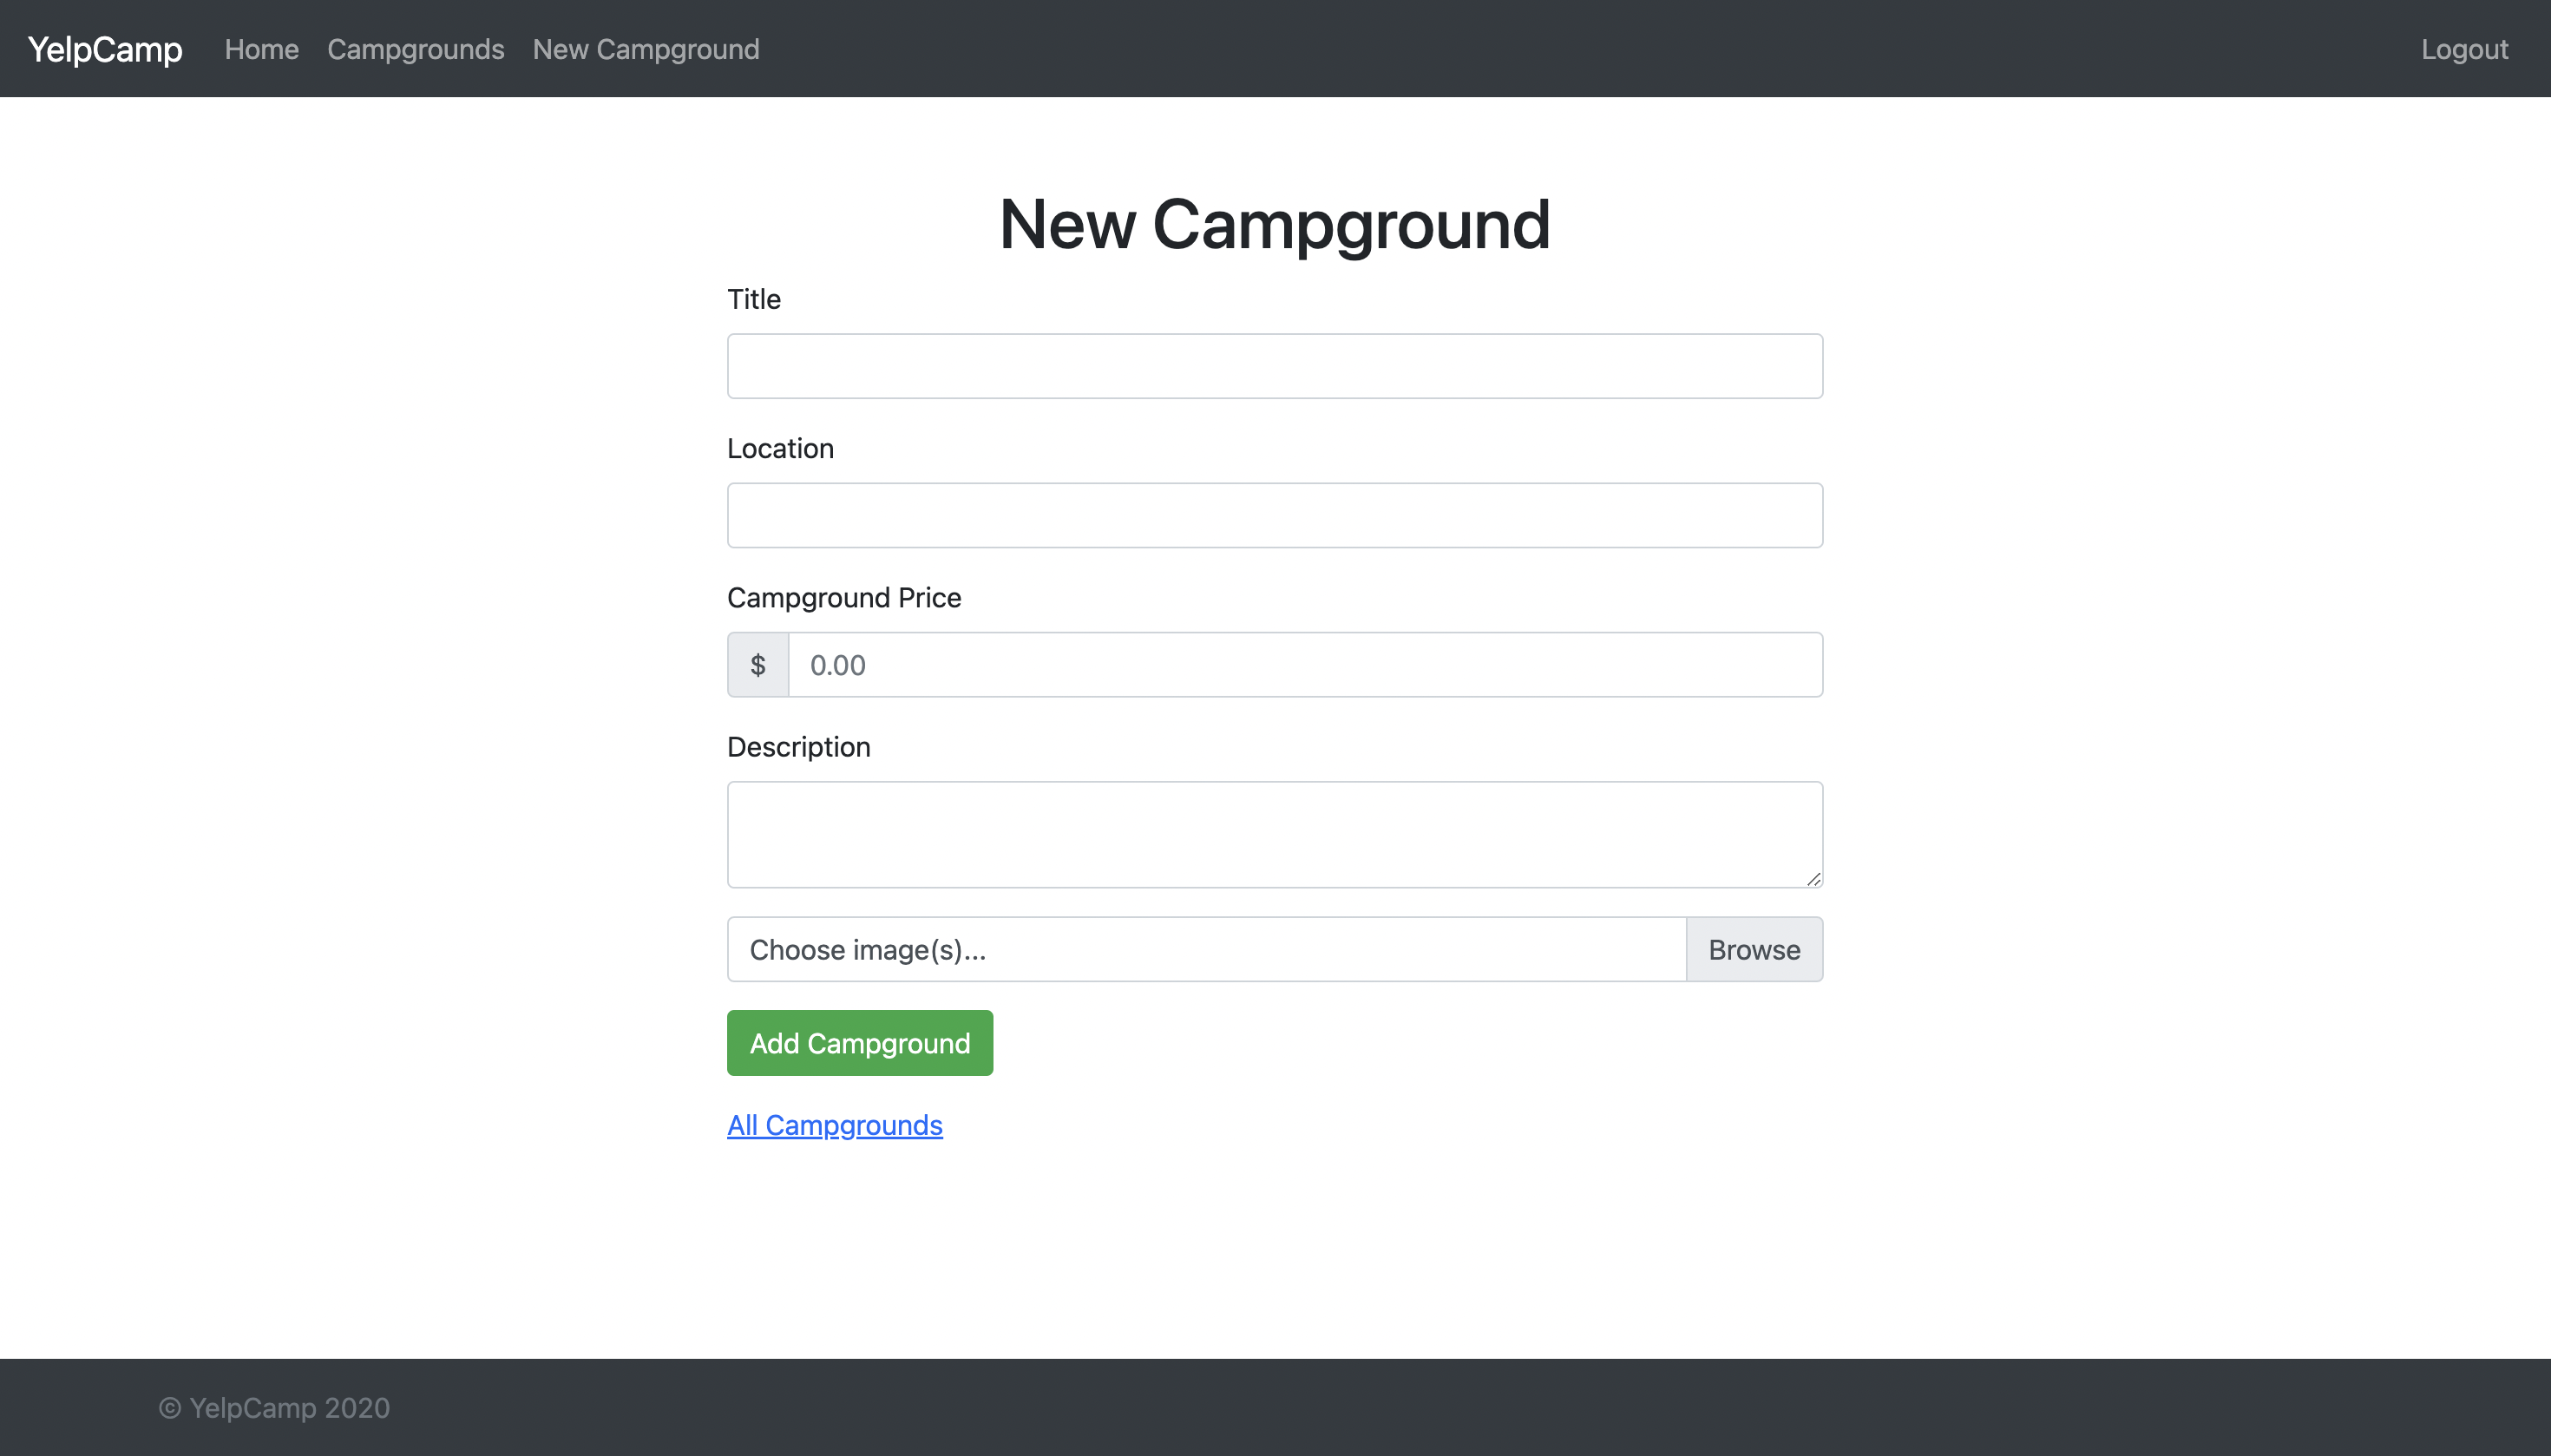 YelpCamp Home Campgrounds New Campground Logout
New Campground
Title
Location
Campground Price
$ 0.00
Description
Choose image(s)... Browse
Add Campground
All Campgrounds
© YelpCamp 2020